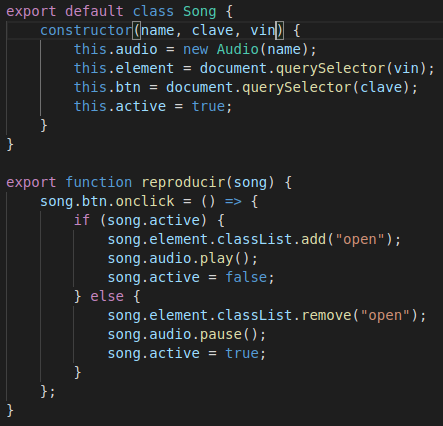 export default class Song {
    constructor(name, clave, vin) {
        this.audio = new Audio(name);
        this.element = document.querySelector(vin);
        this.btn = document.querySelector(clave);
        this.active = true;
    }
}

export function reproducir(song) {
    song.btn.onclick = () => {
        if (song.active) {
            song.element.classList.add("open");
            song.audio.play();
            song.active = false;
        } else {
            song.element.classList.remove("open");
            song.audio.pause();
            song.active = true;
        }
    };
}